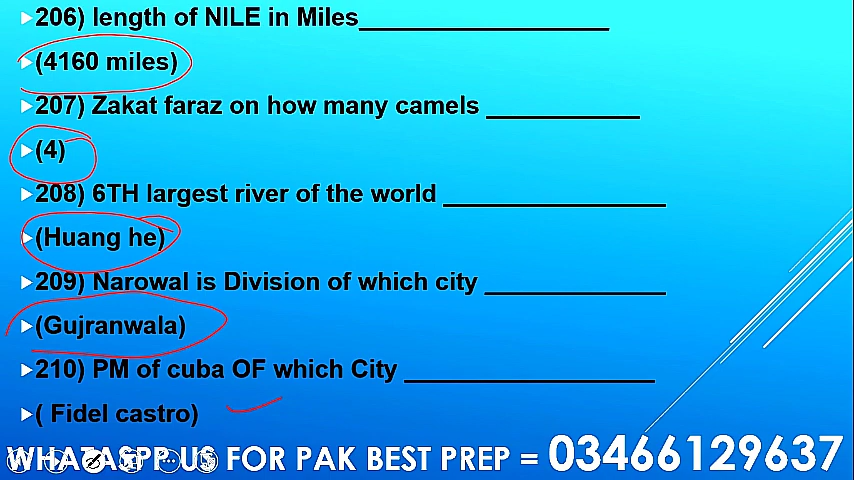 206) length of NILE in Miles__________________
(4160 miles)
207) Zakat faraz on how many camels ___________
(4)
208) 6TH largest river of the world ________________
(Huang he)
209) Narowal is Division of which city _____________
(Gujranwala)
210) PM of cuba OF which City __________________
( Fidel castro)
WHATASPP US FOR PAK BEST PREP = 03466129637